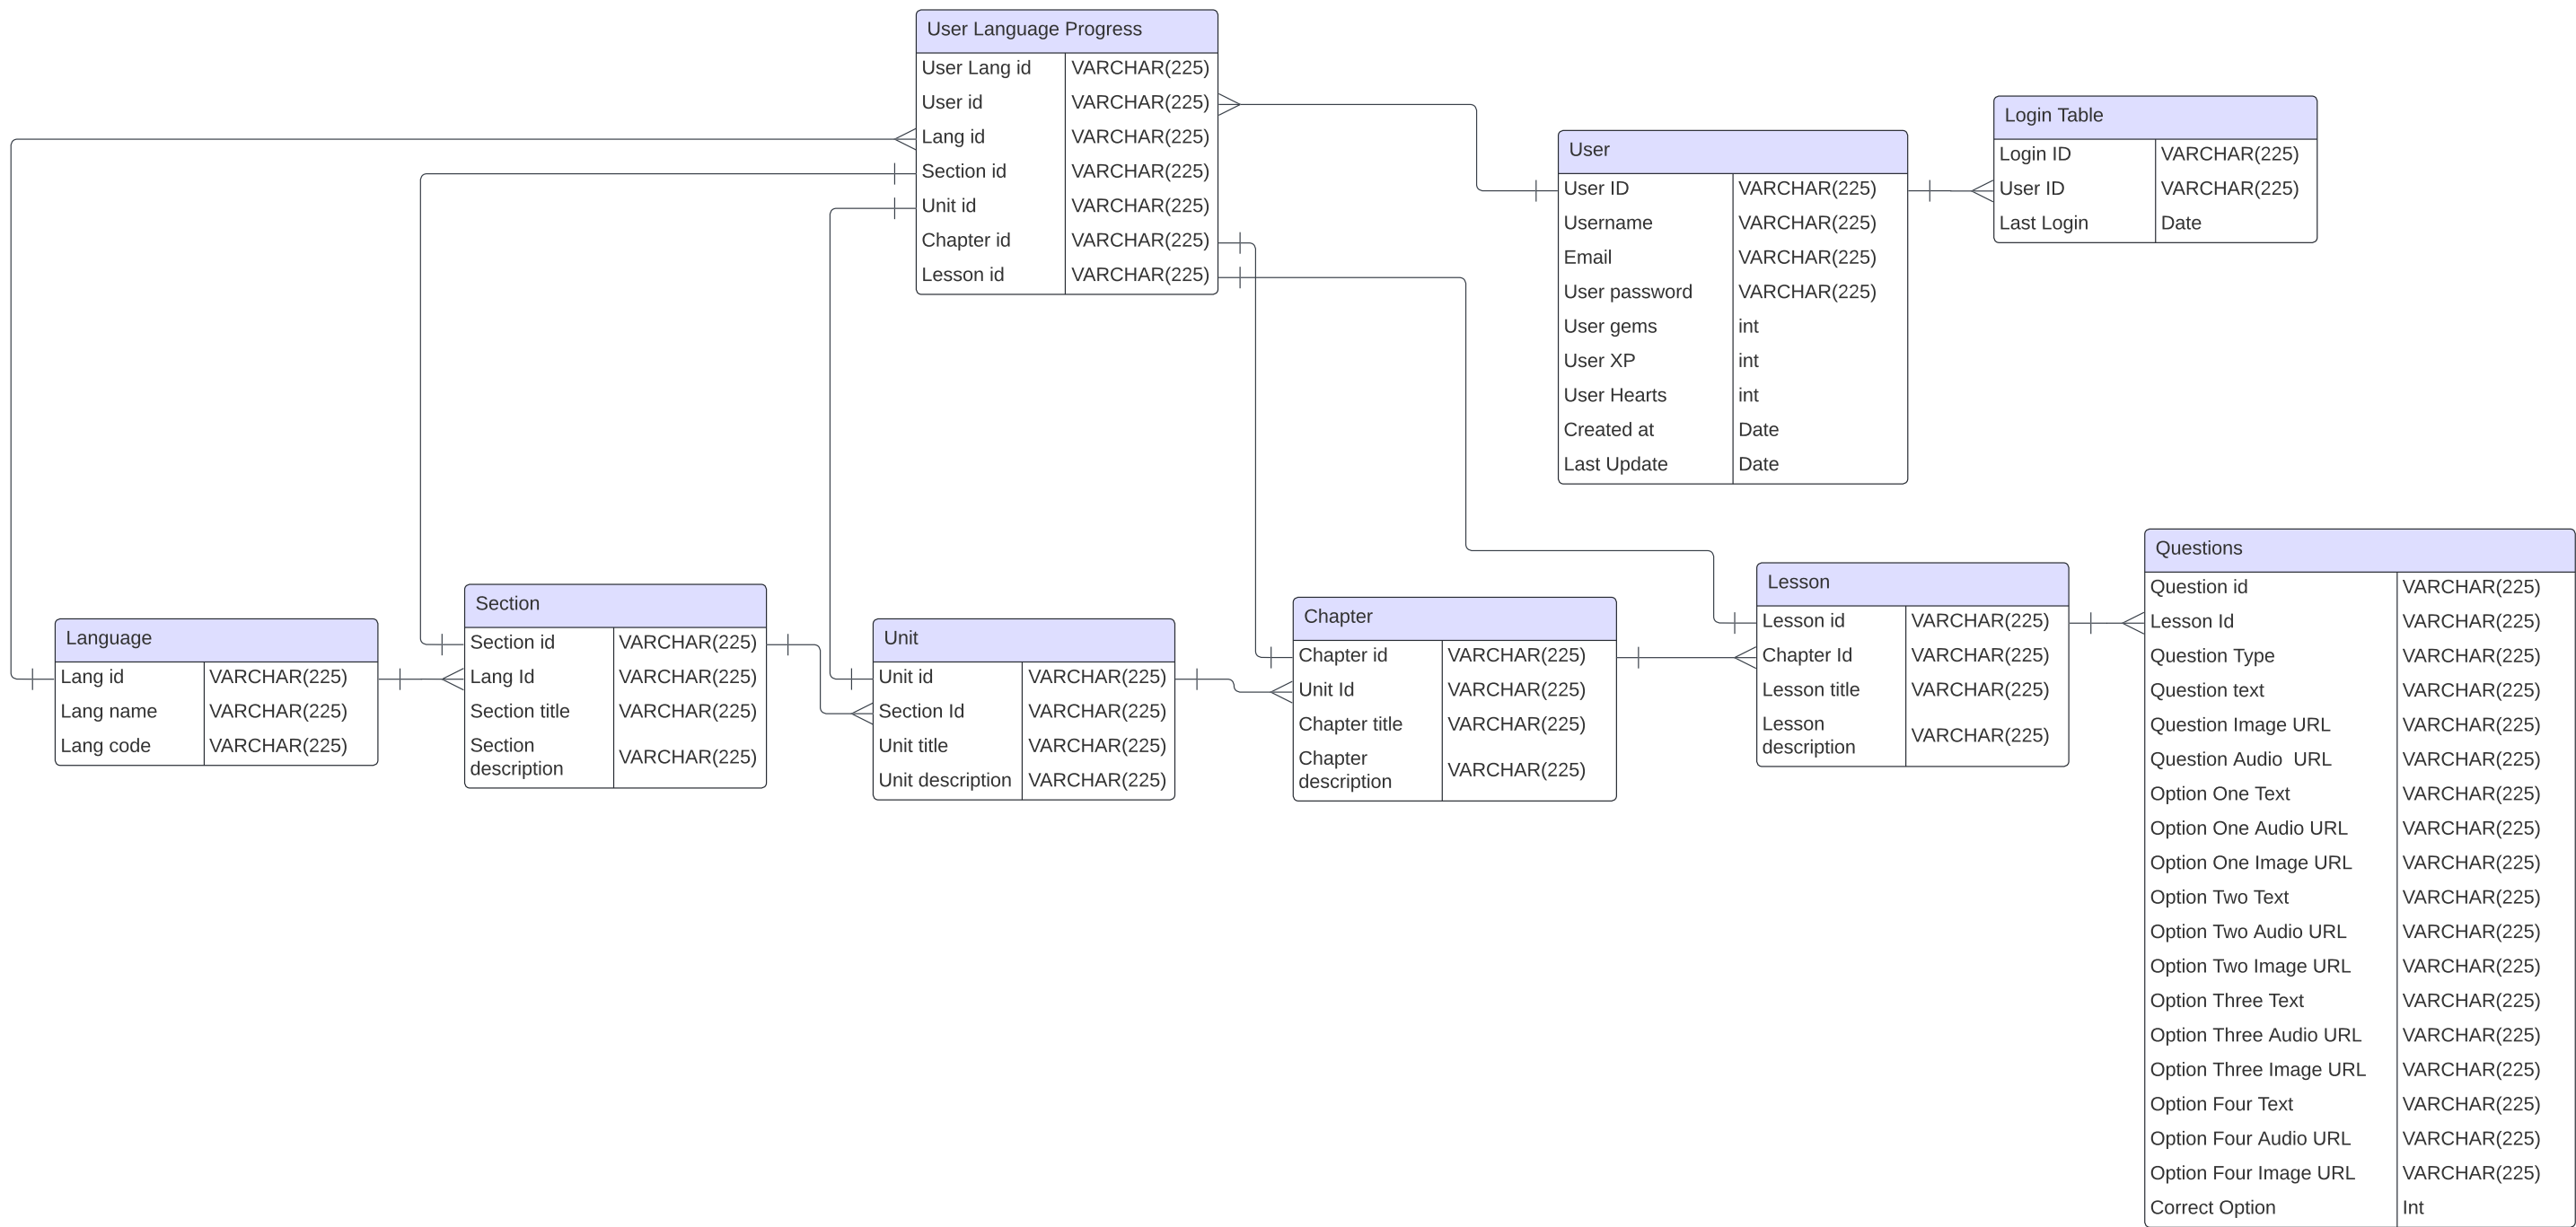 User Language Progress
User Lang id VARCHAR(225)
User id VARCHAR(225)
Lang id VARCHAR(225)
Section id VARCHAR(225)
Unit id VARCHAR(225)
Chapter id VARCHAR(225)
Lesson id VARCHAR(225)
User
User ID VARCHAR(225)
Username VARCHAR(225)
Email VARCHAR(225)
User password VARCHAR(225)
User gems int
User XP int
User Hearts int
Created at Date
Last Update Date
Login Table
Login ID VARCHAR(225)
User ID VARCHAR(225)
Last Login Date
Language
Lang id VARCHAR(225)
Lang name VARCHAR(225)
Lang code VARCHAR(225)
Section
Section id VARCHAR(225)
Lang Id VARCHAR(225)
Section title VARCHAR(225)
Section
description VARCHAR(225)
Unit
Unit id VARCHAR(225)
Section Id VARCHAR(225)
Unit title VARCHAR(225)
Unit description VARCHAR(225)
Chapter
Chapter id VARCHAR(225)
Unit Id VARCHAR(225)
Chapter title VARCHAR(225)
Chapter
description VARCHAR(225)
Lesson
Lesson id VARCHAR(225)
Chapter Id VARCHAR(225)
Lesson title VARCHAR(225)
Lesson
description VARCHAR(225)
Questions
Question id VARCHAR(225)
Lesson Id VARCHAR(225)
Question Type VARCHAR(225)
Question text VARCHAR(225)
Question Image URL VARCHAR(225)
Question Audio  URL VARCHAR(225)
Option One Text VARCHAR(225)
Option One Audio URL VARCHAR(225)
Option One Image URL VARCHAR(225)
Option Two Text VARCHAR(225)
Option Two Audio URL VARCHAR(225)
Option Two Image URL VARCHAR(225)
Option Three Text VARCHAR(225)
Option Three Audio URL VARCHAR(225)
Option Three Image URL VARCHAR(225)
Option Four Text VARCHAR(225)
Option Four Audio URL VARCHAR(225)
Option Four Image URL VARCHAR(225)
Correct Option Int